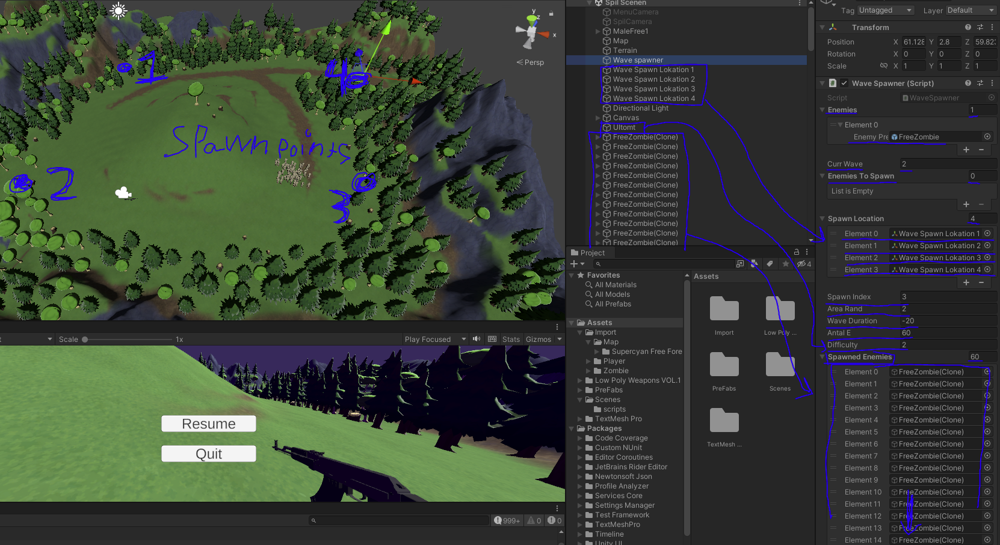 1
4
Spawn points
2
3
y
z
x
Persp
Scale
1x
Play Focused
Stats
Gizmos
Resume
Quit
999+
0
0
Spil Scenen
MenuCamera
SpilCamera
MaleFree1
Map
Terrain
Wave spawner
Wave Spawn Lokation 1
Wave Spawn Lokation 2
Wave Spawn Lokation 3
Wave Spawn Lokation 4
Directional Light
Canvas
Ultomt
FreeZombie(Clone)
FreeZombie(Clone)
FreeZombie(Clone)
FreeZombie(Clone)
FreeZombie(Clone)
FreeZombie(Clone)
FreeZombie(Clone)
FreeZombie(Clone)
FreeZombie(Clone)
FreeZombie(Clone)
FreeZombie(Clone)
FreeZombie(Clone)
Project
4
Favorites
All Materials
All Models
All Prefabs
Assets
Import
Map
Supercyan Free Fore
Player
Zombie
Low Poly Weapons VOL.1
PreFabs
Scenes
scripts
TextMesh Pro
Packages
Code Coverage
Custom NUnit
Editor Coroutines
JetBrains Rider Editor
Newtonsoft Json
Profile Analyzer
Services Core
Settings Manager
Test Framework
TextMeshPro
Timeline
Unity UI
Assets
Import
Low Poly ...
PreFabs
Scenes
TextMesh ...
Tag Untagged Layer Default
Transform
Position X 61.128 Y 2.8 Z 59.82
Rotation X 0 Y 0 Z 0
Scale X 1 Y 1 Z 1
# Wave Spawner (Script)
Script WaveSpawner
Enemies 1
Element 0
Enemy Pre FreeZombie
+ −
Curr Wave 2
Enemies To Spawn 0
List is Empty
+ −
Spawn Location 4
Element 0 Wave Spawn Lokation 1
Element 1 Wave Spawn Lokation 2
Element 2 Wave Spawn Lokation 3
Element 3 Wave Spawn Lokation 4
+ −
Spawn Index 3
Area Rand 2
Wave Duration -20
Antal E 60
Difficulty 2
Spawned Enemies 60
Element 0 FreeZombie(Clone)
Element 1 FreeZombie(Clone)
Element 2 FreeZombie(Clone)
Element 3 FreeZombie(Clone)
Element 4 FreeZombie(Clone)
Element 5 FreeZombie(Clone)
Element 6 FreeZombie(Clone)
Element 7 FreeZombie(Clone)
Element 8 FreeZombie(Clone)
Element 9 FreeZombie(Clone)
Element 10 FreeZombie(Clone)
Element 11 FreeZombie(Clone)
Element 12 FreeZombie(Clone)
Element 13 FreeZombie(Clone)
Element 14 FreeZombie(Clone)